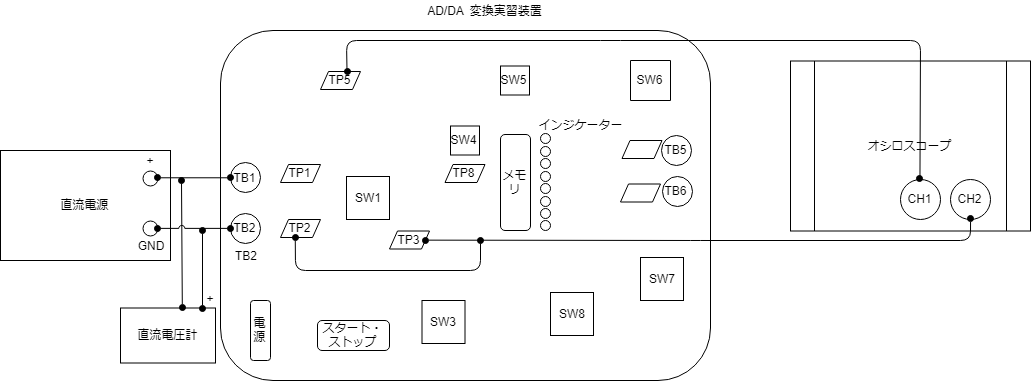 AD/DA 変換実習装置
TP5
SW5
SW6
インジケーター
SW4
オシロスコープ
TB5
+
TB1
TP1
TP8
メモ
リ
TB6
直流電源
SW1
CH1
CH2
TB2
TP2
GND
TP3
TB2
SW7
+
電
源
直流電圧計
スタート・
ストップ
SW3
SW8